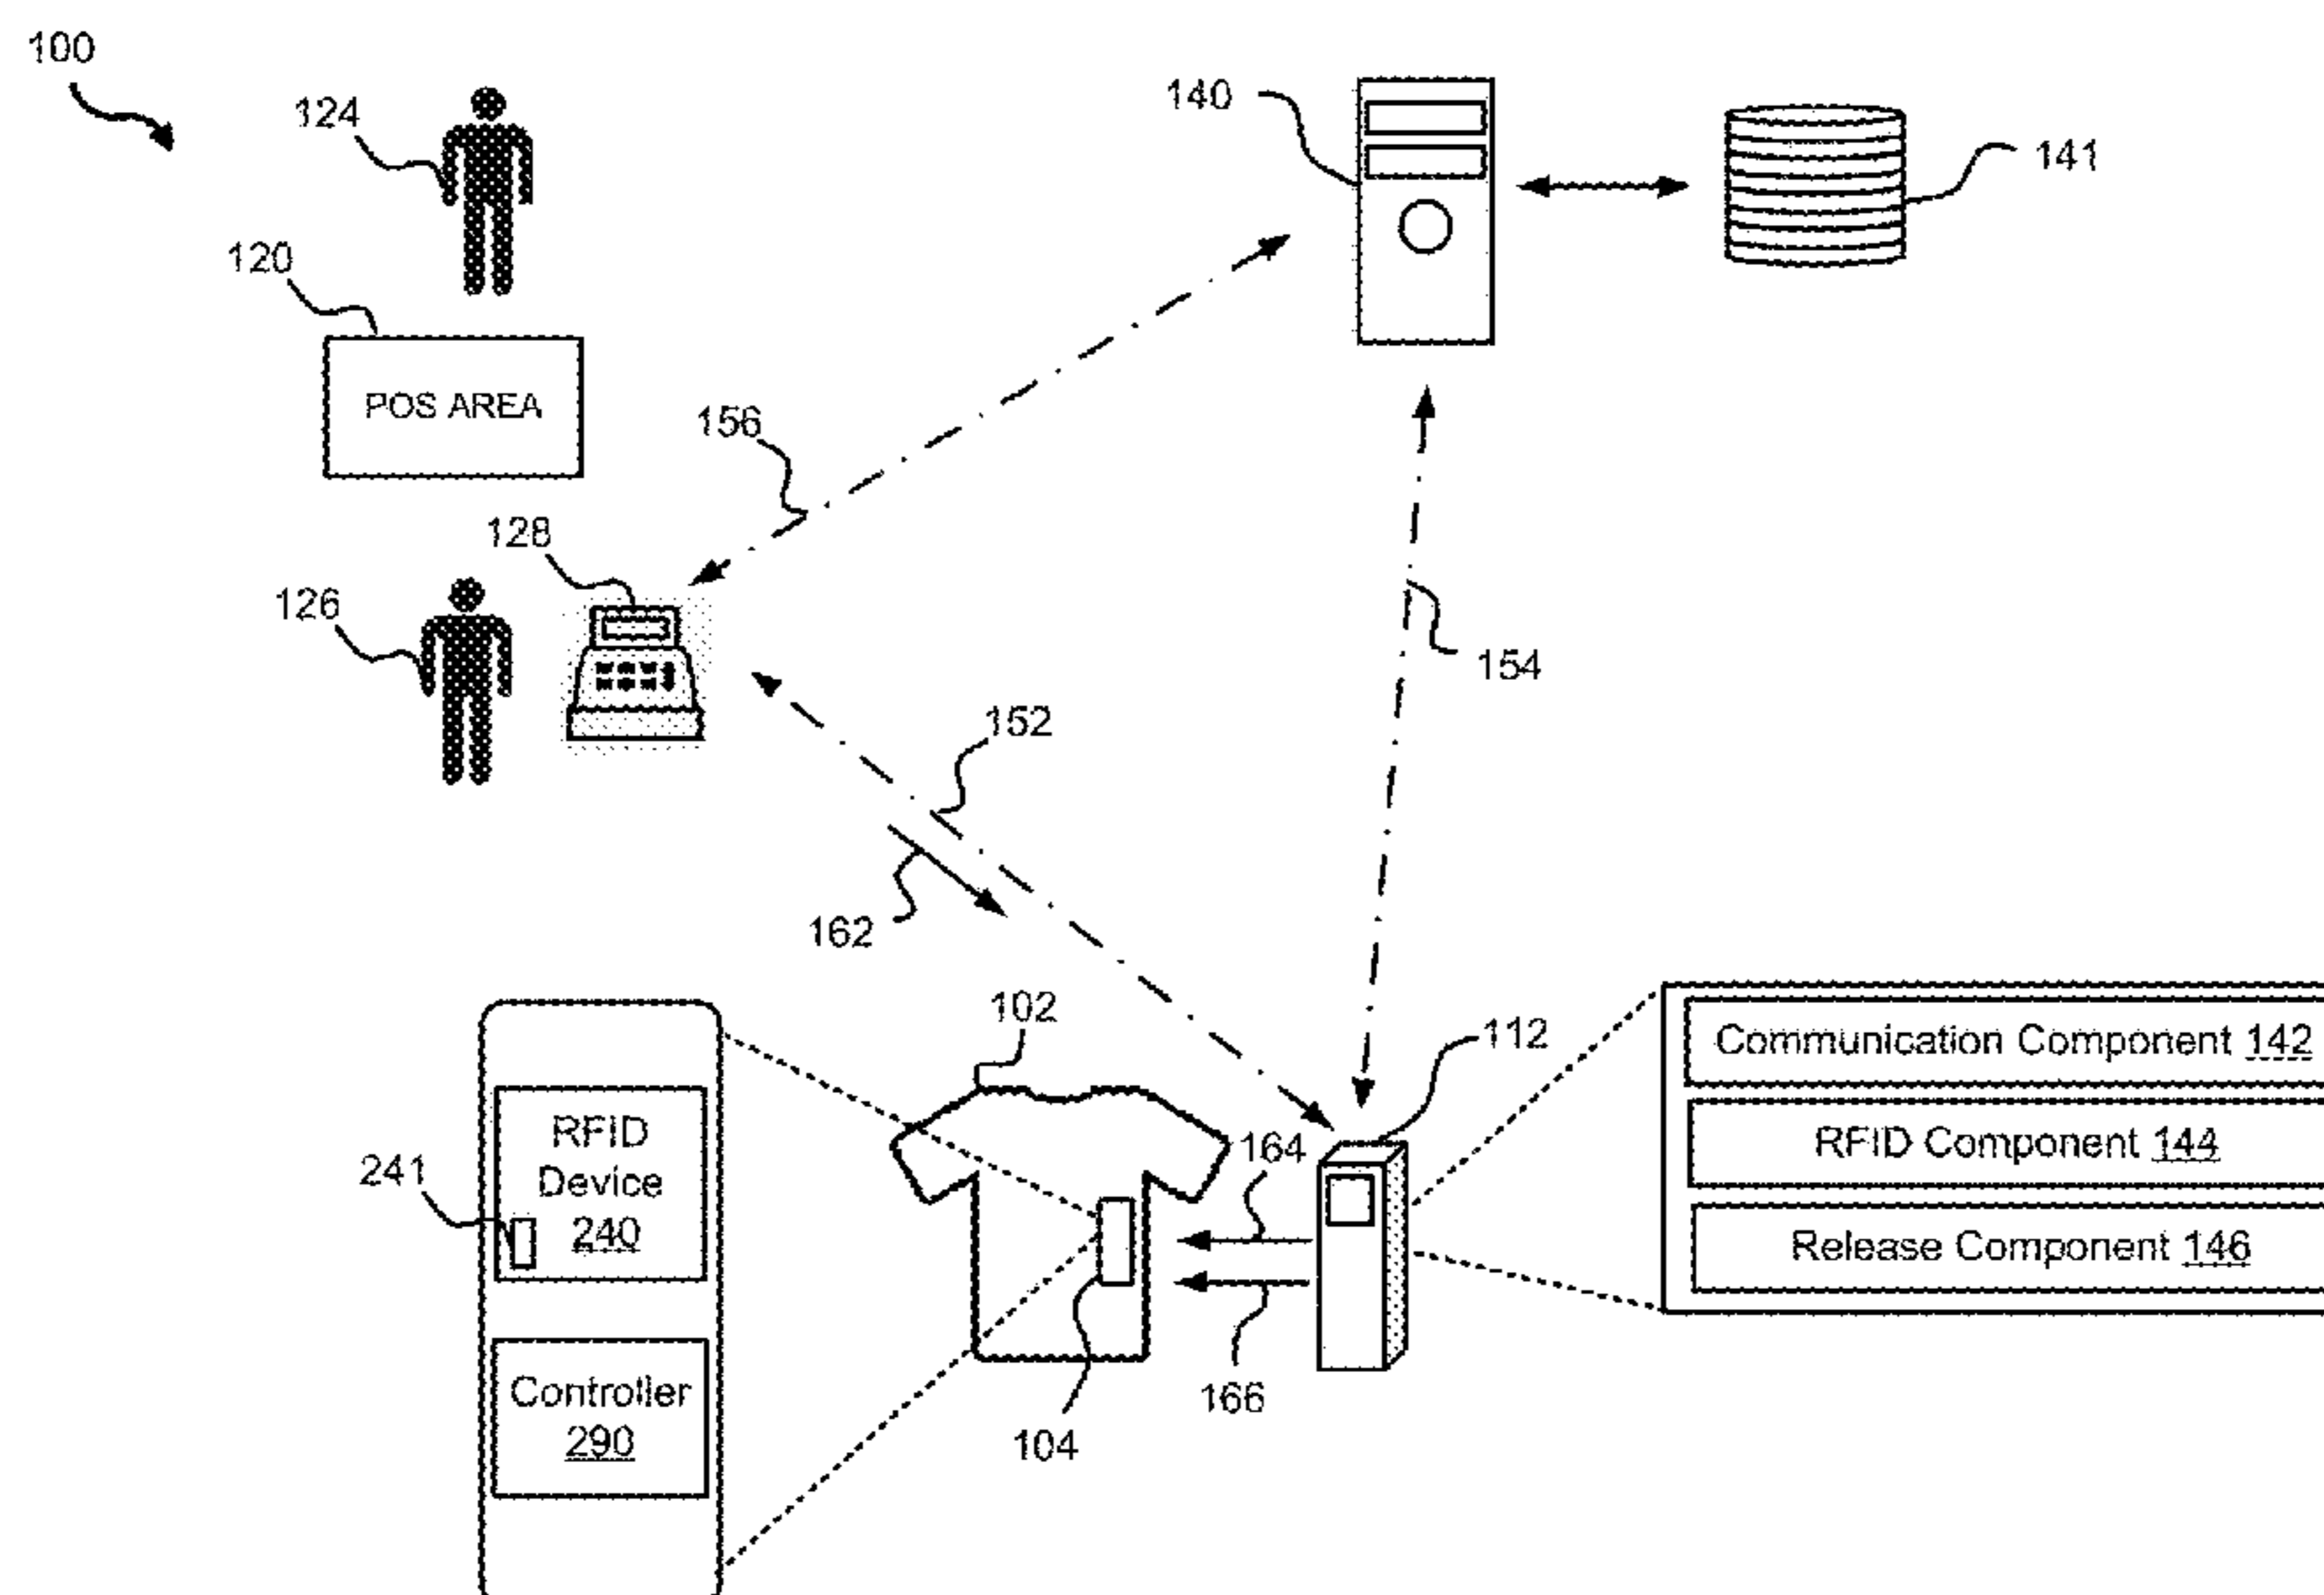 100
124
140
141
120
POS AREA
156
128
126
154
152
162
102
112
Communication Component 142
RFID Component 144
Release Component 146
RFID
Device
240
241
164
Controller
290
166
104